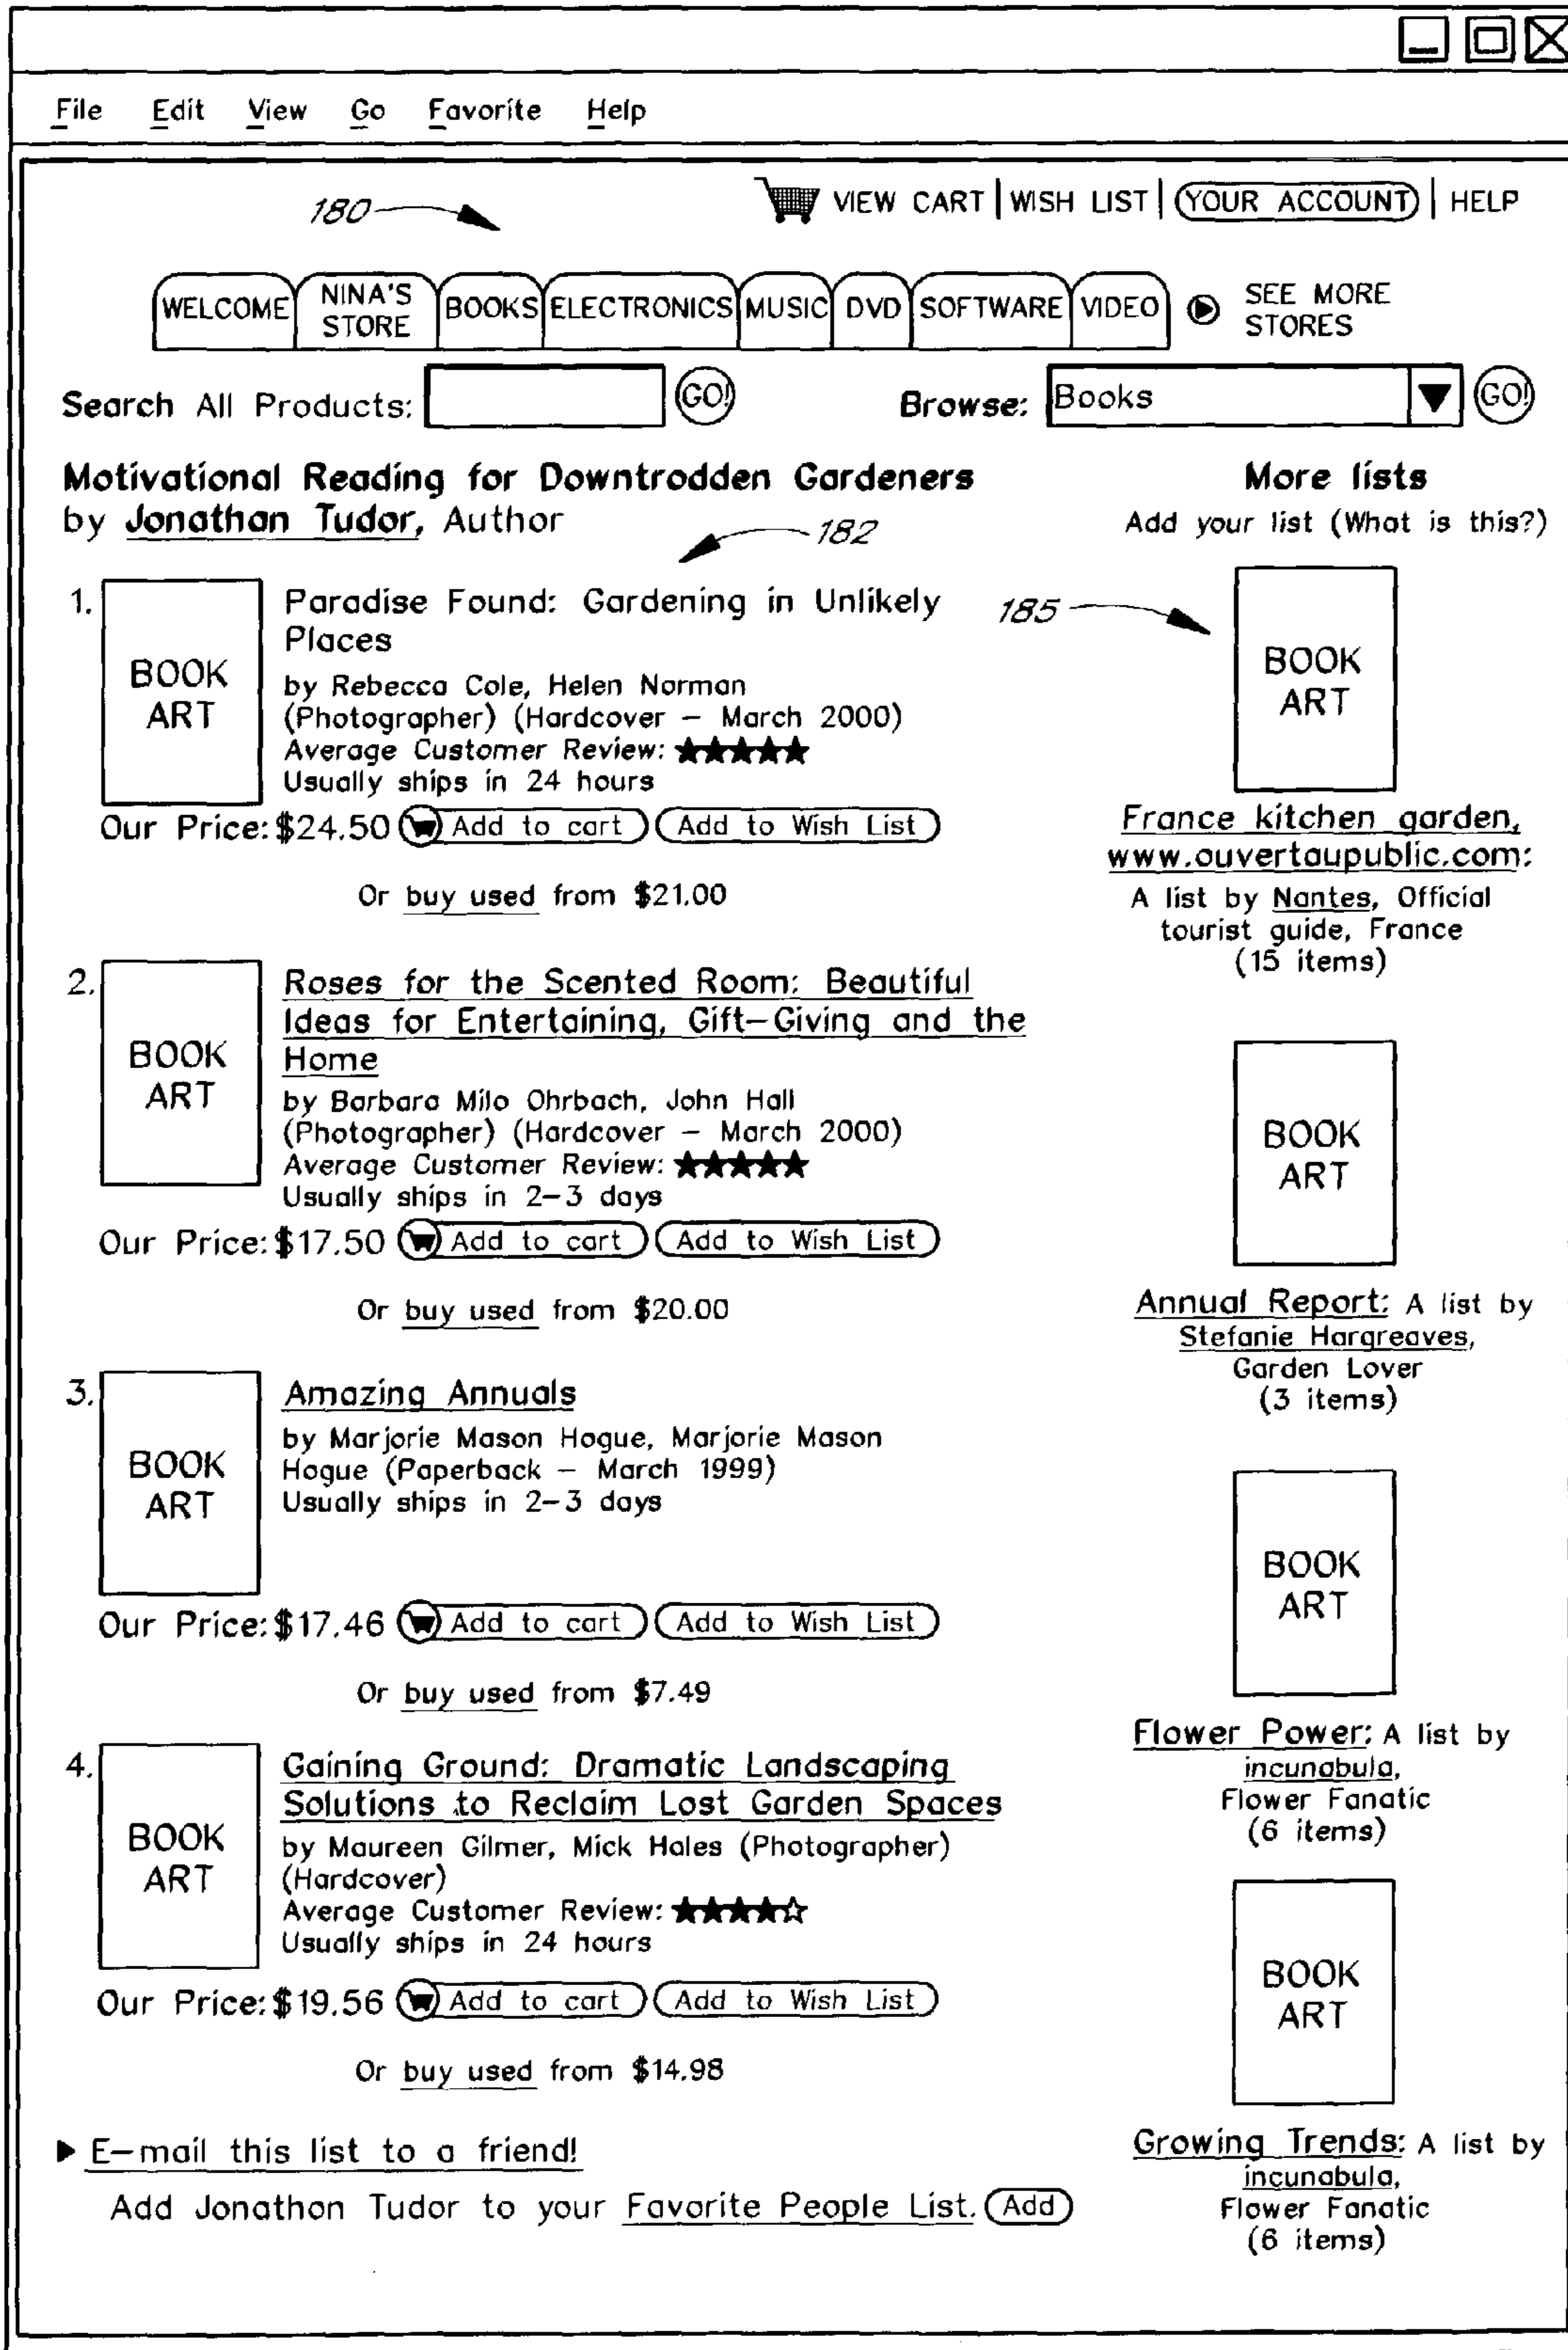 File Edit View Go Favorite Help
180
VIEW CART | WISH LIST | YOUR ACCOUNT | HELP
WELCOME NINA'S STORE BOOKS ELECTRONICS MUSIC DVD SOFTWARE VIDEO SEE MORE STORES
Search All Products: GO! Browse: Books GO!
Motivational Reading for Downtrodden Gardeners
by Jonathan Tudor, Author
182
1. BOOK ART
Paradise Found: Gardening in Unlikely
Places
by Rebecca Cole, Helen Norman
(Photographer) (Hardcover – March 2000)
Average Customer Review: ★★★★★
Usually ships in 24 hours
Our Price: $24.50 Add to cart Add to Wish List
Or buy used from $21.00
2. BOOK ART
Roses for the Scented Room: Beautiful
Ideas for Entertaining, Gift–Giving and the
Home
by Barbara Milo Ohrbach, John Hall
(Photographer) (Hardcover – March 2000)
Average Customer Review: ★★★★★
Usually ships in 2–3 days
Our Price: $17.50 Add to cart Add to Wish List
Or buy used from $20.00
3. BOOK ART
Amazing Annuals
by Marjorie Mason Hogue, Marjorie Mason
Hogue (Paperback – March 1999)
Usually ships in 2–3 days
Our Price: $17.46 Add to cart Add to Wish List
Or buy used from $7.49
4. BOOK ART
Gaining Ground: Dramatic Landscaping
Solutions to Reclaim Lost Garden Spaces
by Maureen Gilmer, Mick Hales (Photographer)
(Hardcover)
Average Customer Review: ★★★★☆
Usually ships in 24 hours
Our Price: $19.56 Add to cart Add to Wish List
Or buy used from $14.98
E–mail this list to a friend!
Add Jonathon Tudor to your Favorite People List. Add
More lists
Add your list (What is this?)
185
BOOK
ART
France kitchen garden,
www.ouvertaupublic.com:
A list by Nantes, Official
tourist guide, France
(15 items)
BOOK
ART
Annual Report: A list by
Stefanie Hargreaves,
Garden Lover
(3 items)
BOOK
ART
Flower Power: A list by
incunabula,
Flower Fanatic
(6 items)
BOOK
ART
Growing Trends: A list by
incunabula,
Flower Fanatic
(6 items)